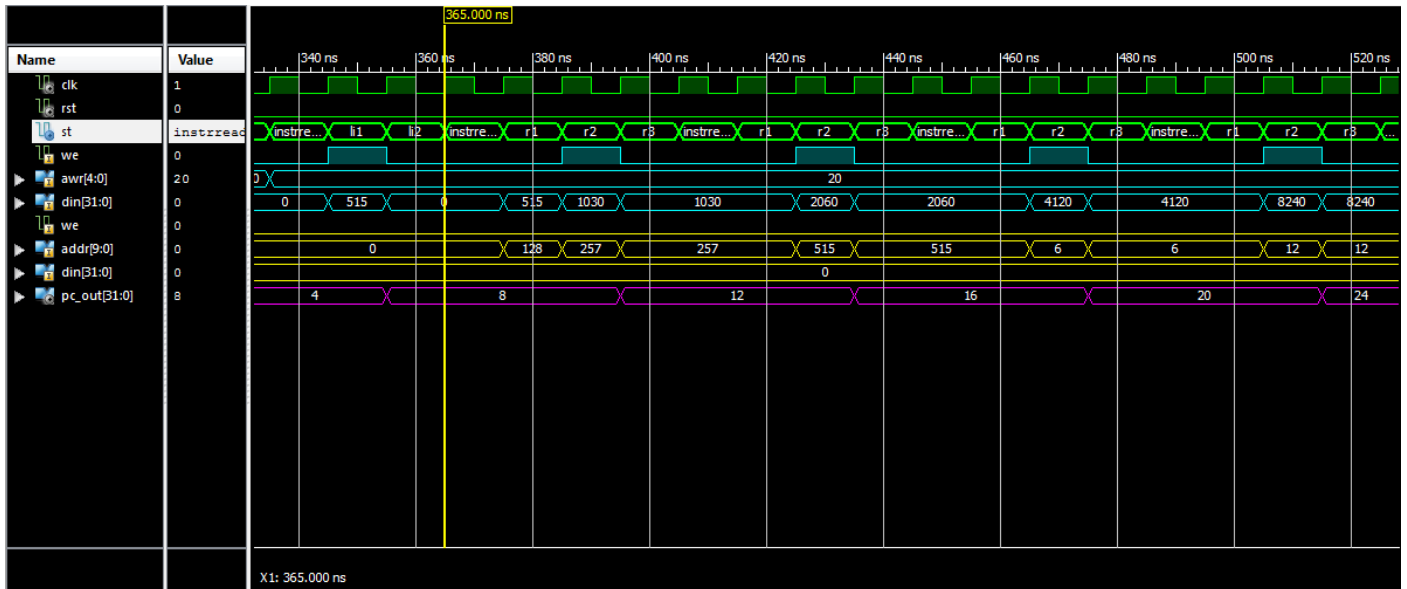 365.000 ns
Name Value 340 ns 360 ns 380 ns 400 ns 420 ns 440 ns 460 ns 480 ns 500 ns 520 ns
clk 1
rst 0
st instrread instrre... li1 li2 instrre... r1 r2 r3 instrre... r1 r2 r3 instrre... r1 r2 r3 instrre... r1 r2 r3 ...
we 0
awr[4:0] 20 0 20
din[31:0] 0 0 515 0 515 1030 1030 2060 2060 4120 4120 8240 8240
we 0
addr[9:0] 0 0 128 257 257 515 515 6 6 12 12
din[31:0] 0 0
pc_out[31:0] 8 4 8 12 16 20 24
X1: 365.000 ns